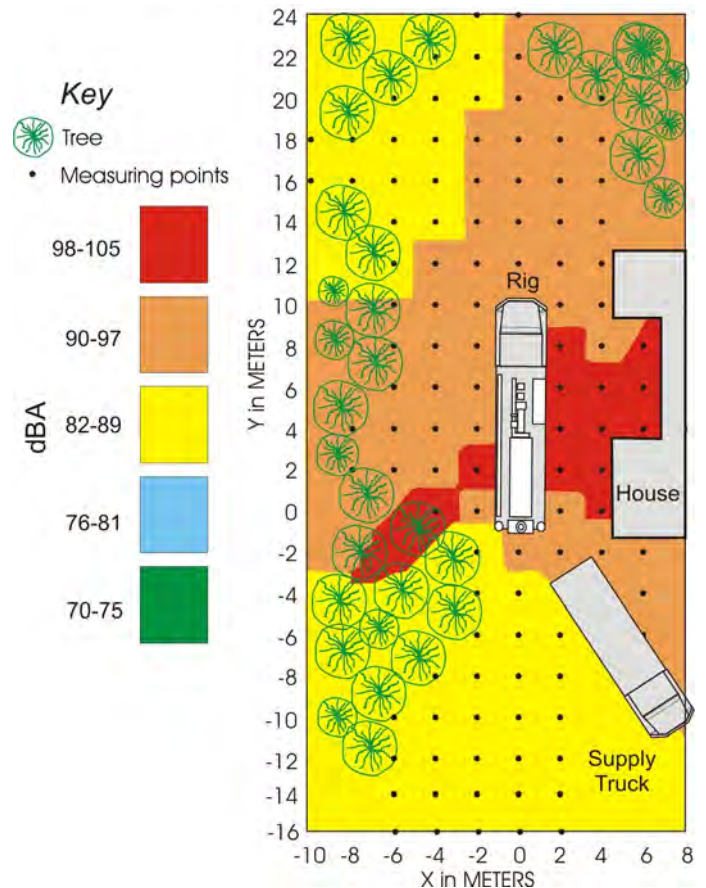 Key
Tree
Measuring points
98-105
90-97
82-89
76-81
70-75
dBA
Y in METERS
24
22
20
18
16
14
12
10
8
6
4
2
0
-2
-4
-6
-8
-10
-12
-14
-16
Rig
House
Supply
Truck
-10 -8 -6 -4 -2 0 2 4 6 8
X in METERS